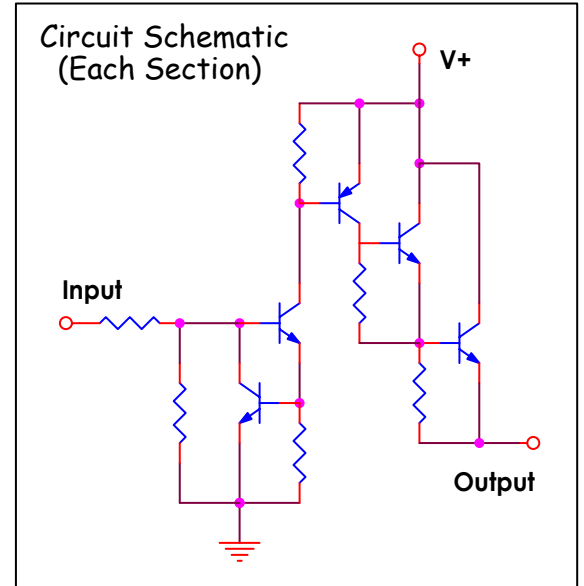 Circuit Schematic
(Each Section)
V+
Input
Output